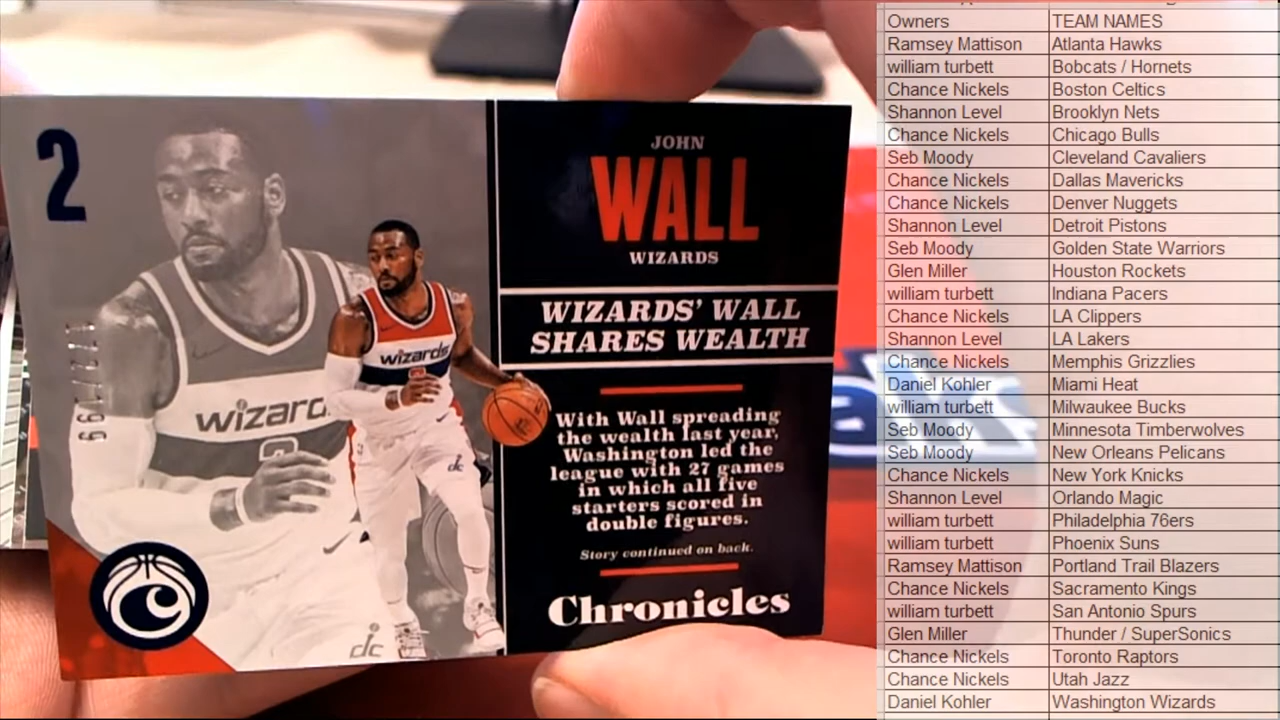 2
JOHN
WALL
WIZARDS
WIZARDS' WALL
SHARES WEALTH
With Wall spreading
the wealth last year,
Washington led the
league with 27 games
in which all five
starters scored in
double figures.
Story continued on back.
Chronicles
wizards
dc
dc
Owners TEAM NAMES
Ramsey Mattison Atlanta Hawks
william turbett Bobcats / Hornets
Chance Nickels Boston Celtics
Shannon Level Brooklyn Nets
Chance Nickels Chicago Bulls
Seb Moody Cleveland Cavaliers
Chance Nickels Dallas Mavericks
Chance Nickels Denver Nuggets
Shannon Level Detroit Pistons
Seb Moody Golden State Warriors
Glen Miller Houston Rockets
william turbett Indiana Pacers
Chance Nickels LA Clippers
Shannon Level LA Lakers
Chance Nickels Memphis Grizzlies
Daniel Kohler Miami Heat
william turbett Milwaukee Bucks
Seb Moody Minnesota Timberwolves
Seb Moody New Orleans Pelicans
Chance Nickels New York Knicks
Shannon Level Orlando Magic
william turbett Philadelphia 76ers
william turbett Phoenix Suns
Ramsey Mattison Portland Trail Blazers
Chance Nickels Sacramento Kings
william turbett San Antonio Spurs
Glen Miller Thunder / SuperSonics
Chance Nickels Toronto Raptors
Chance Nickels Utah Jazz
Daniel Kohler Washington Wizards